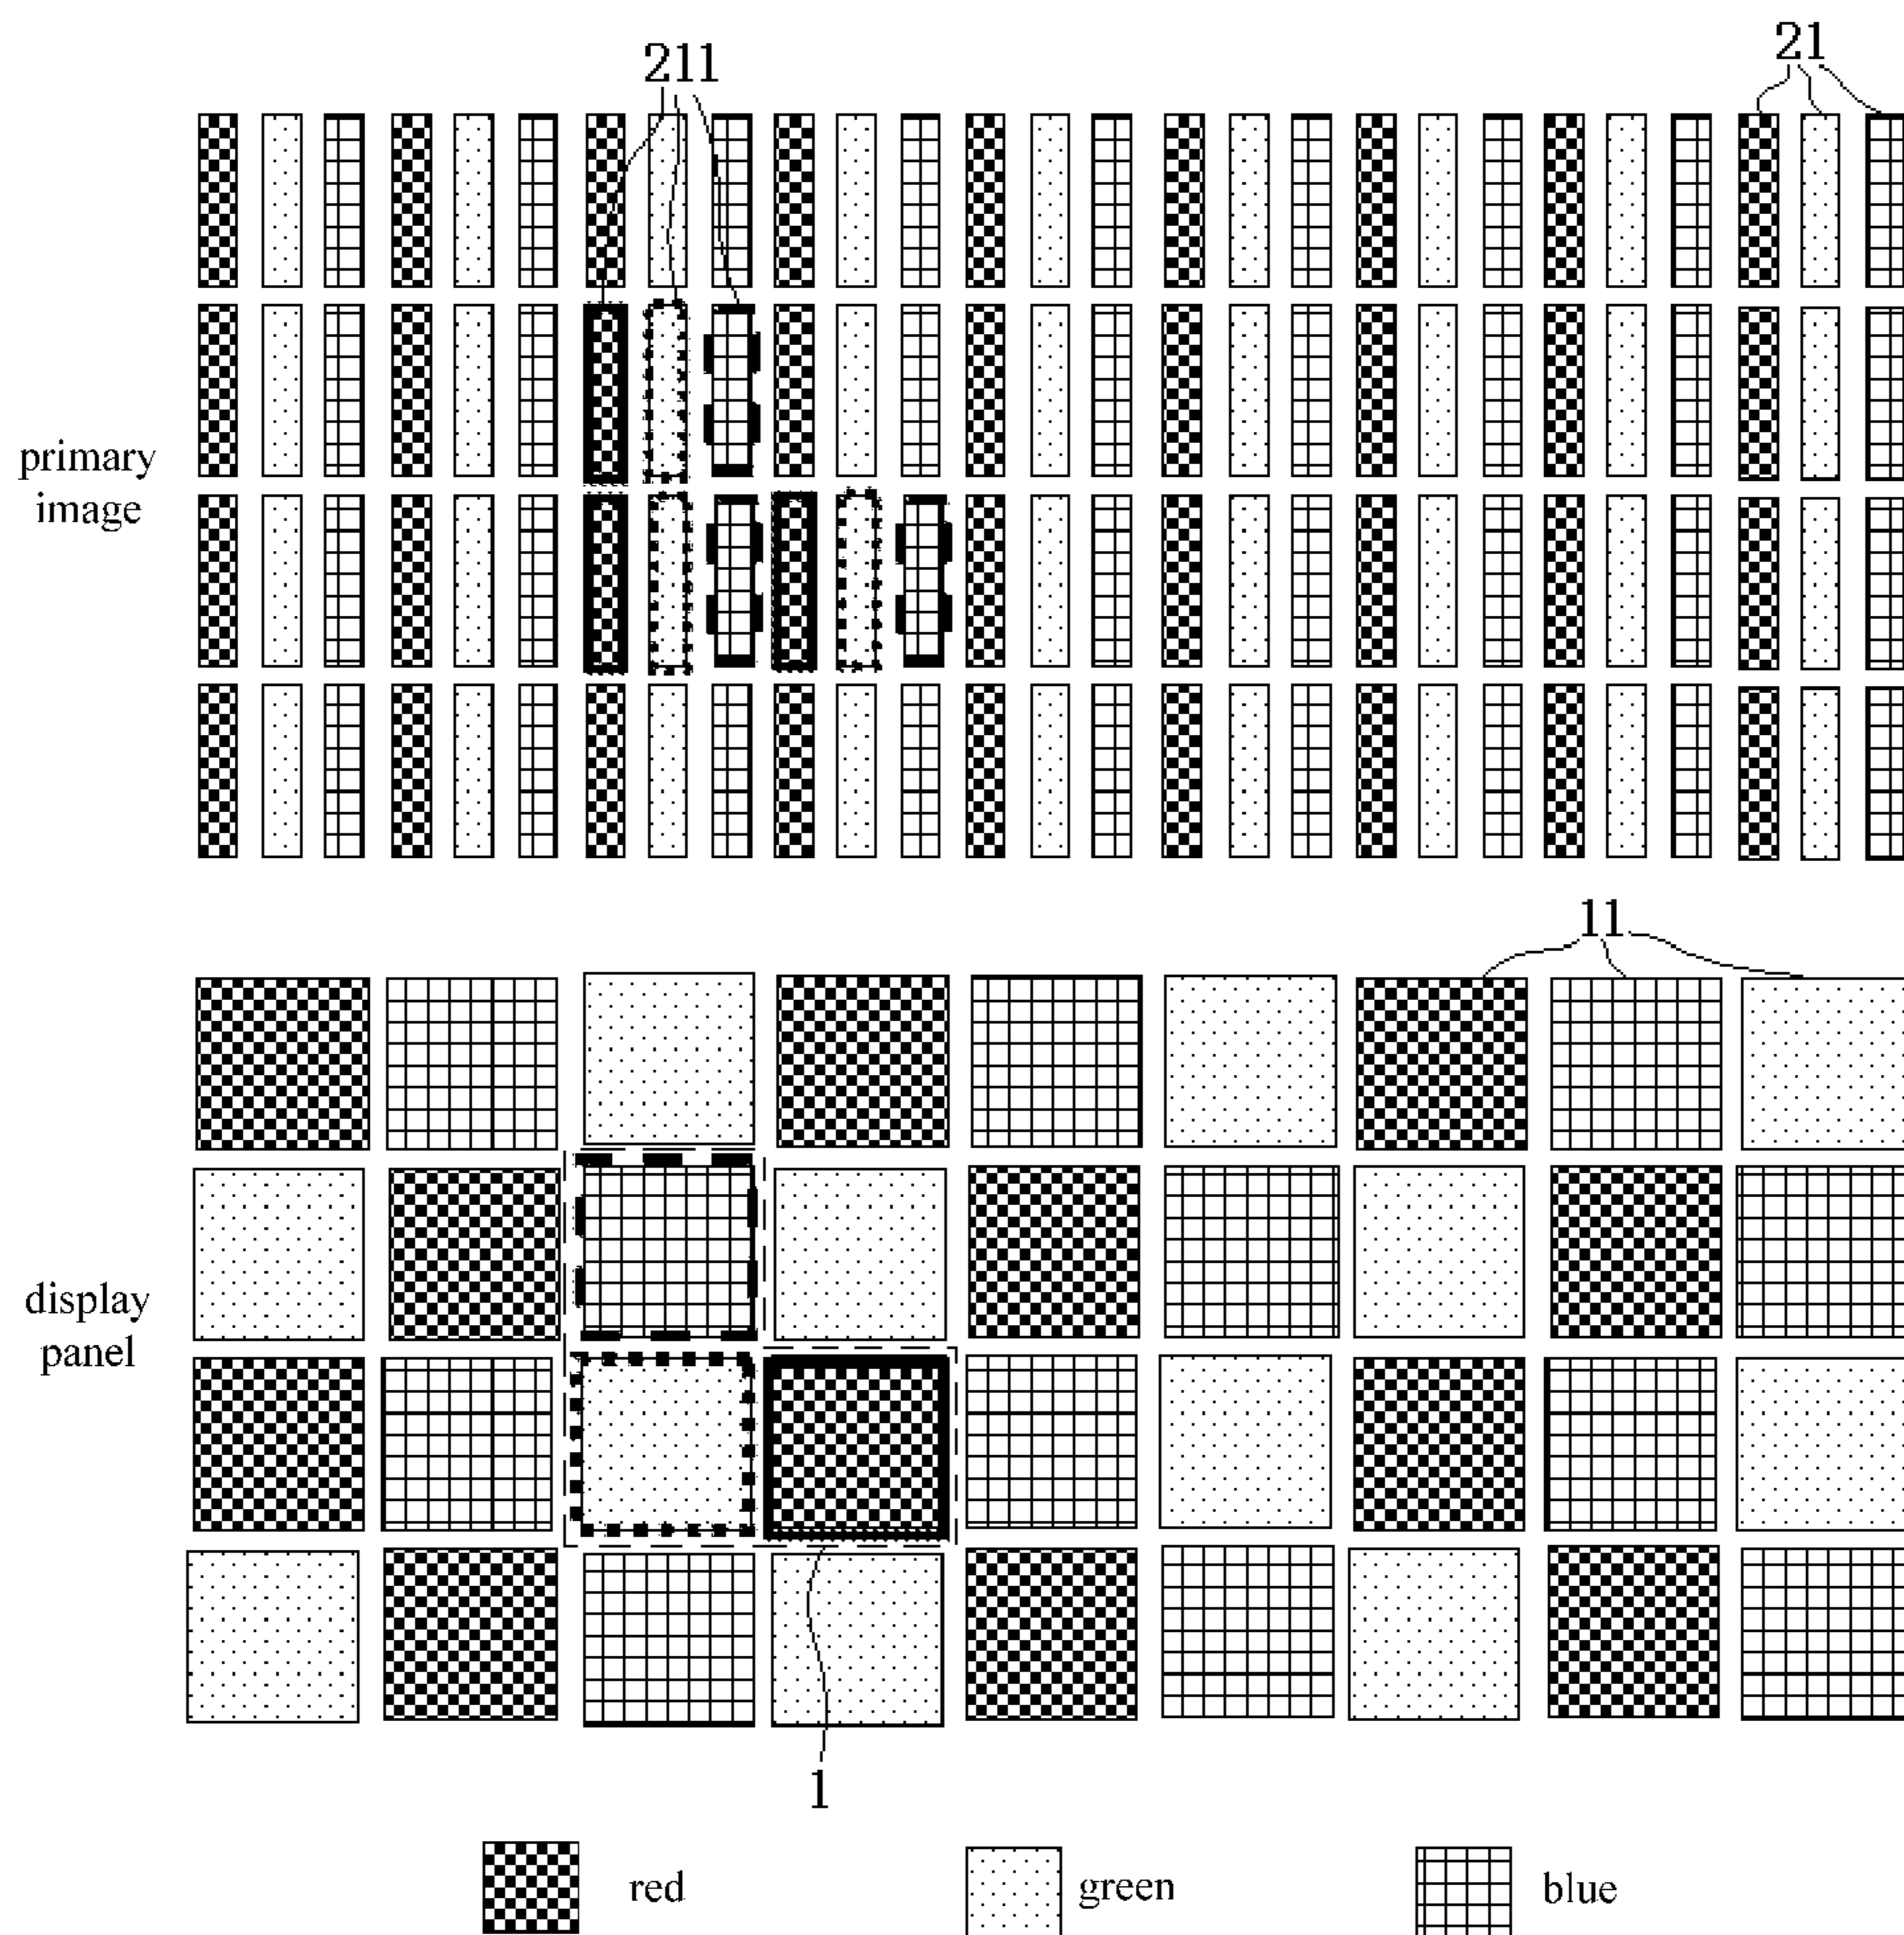 211
21
primary
image
11
display
panel
1
red green blue